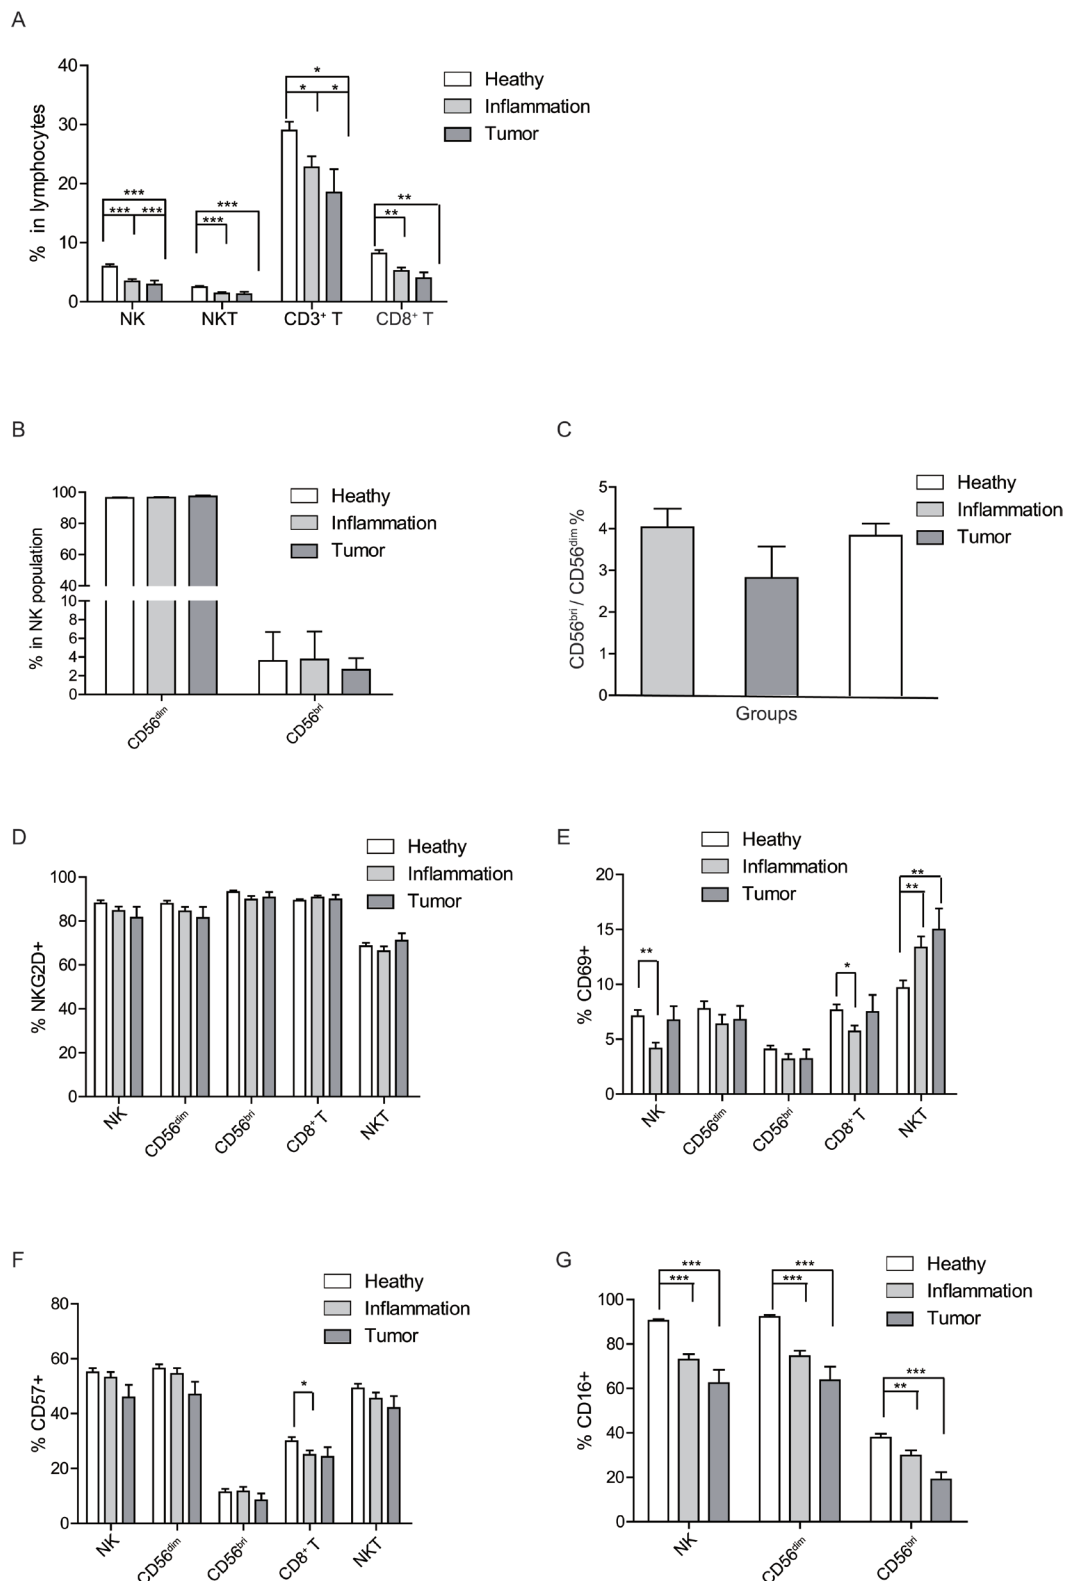 A
% in lymphocytes
40
30
20
10
0
***
*** ***
***
***
*
* *
**
**
NK NKT CD3+ T CD8+ T
Heathy
Inflammation
Tumor
B
% in NK population
100
80
60
40
10
8
6
4
2
0
CD56dim CD56bri
Heathy
Inflammation
Tumor
C
CD56bri / CD56dim %
5
4
3
2
1
0
Groups
Heathy
Inflammation
Tumor
D
% NKG2D+
100
80
60
40
20
0
NK CD56dim CD56bri CD8+ T NKT
Heathy
Inflammation
Tumor
E
% CD69+
20
15
10
5
0
**
*
**
**
NK CD56dim CD56bri CD8+ T NKT
Heathy
Inflammation
Tumor
F
% CD57+
80
60
40
20
0
*
NK CD56dim CD56bri CD8+ T NKT
Heathy
Inflammation
Tumor
G
% CD16+
100
80
60
40
20
0
***
***
***
***
***
**
NK CD56dim CD56bri
Heathy
Inflammation
Tumor